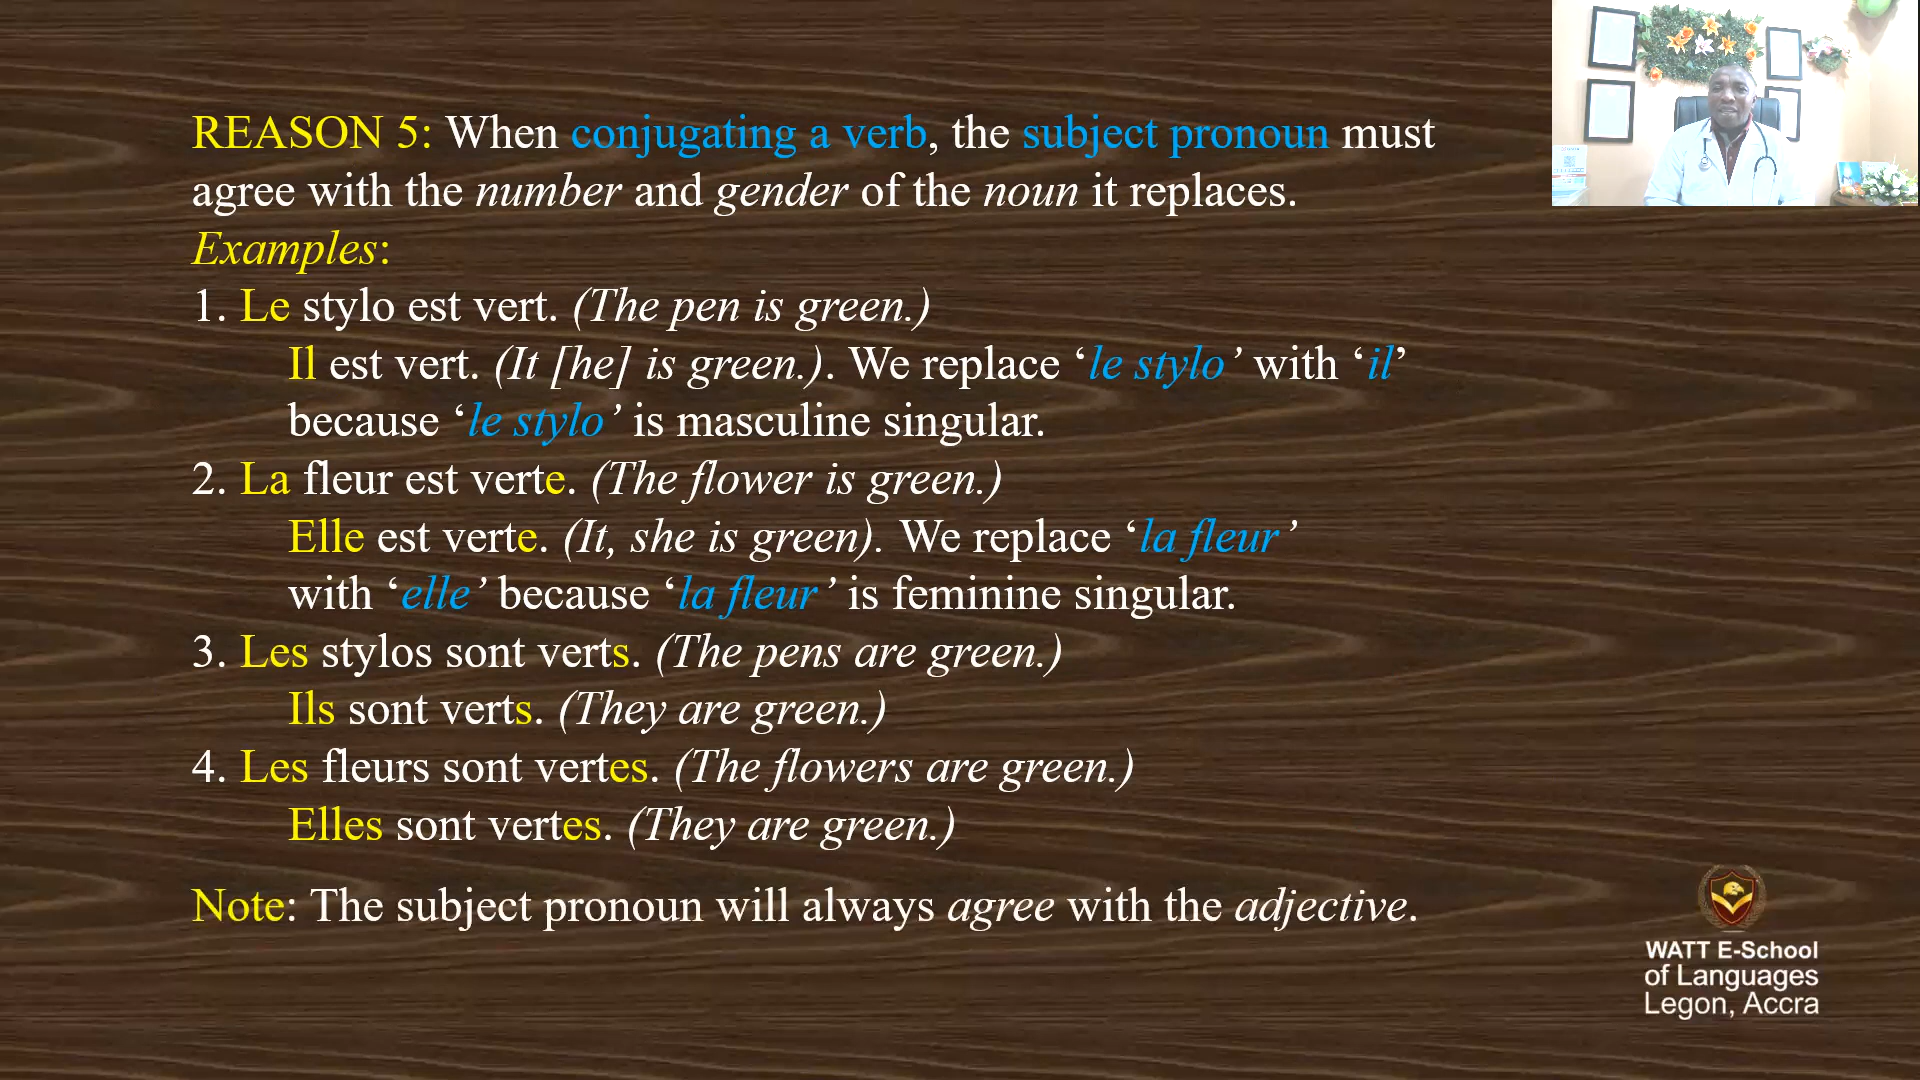 REASON 5: When conjugating a verb, the subject pronoun must
agree with the number and gender of the noun it replaces.
Examples:
1. Le stylo est vert. (The pen is green.)
Il est vert. (It [he] is green.). We replace ‘le stylo’ with ‘il’
because ‘le stylo’ is masculine singular.
2. La fleur est verte. (The flower is green.)
Elle est verte. (It, she is green). We replace ‘la fleur’
with ‘elle’ because ‘la fleur’ is feminine singular.
3. Les stylos sont verts. (The pens are green.)
Ils sont verts. (They are green.)
4. Les fleurs sont vertes. (The flowers are green.)
Elles sont vertes. (They are green.)
Note: The subject pronoun will always agree with the adjective.
WATT E-School
of Languages
Legon, Accra